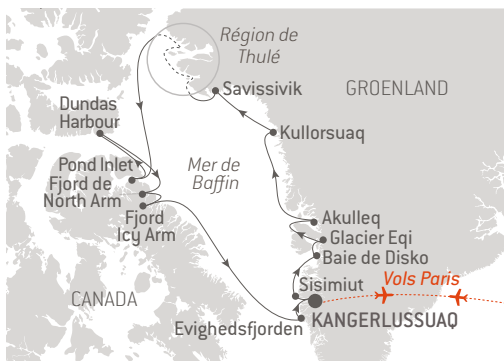 Région de
Thulé
Savissivik
GROENLAND
Dundas
Harbour
Kullorsuaq
Pond Inlet
Fjord de
North Arm
Mer de
Baffin
Fjord
Icy Arm
Akulleq
Glacier Eqi
Baie de Disko
Sisimiut
Vols Paris
CANADA
Evighedsfjorden
KANGERLUSSUAQ